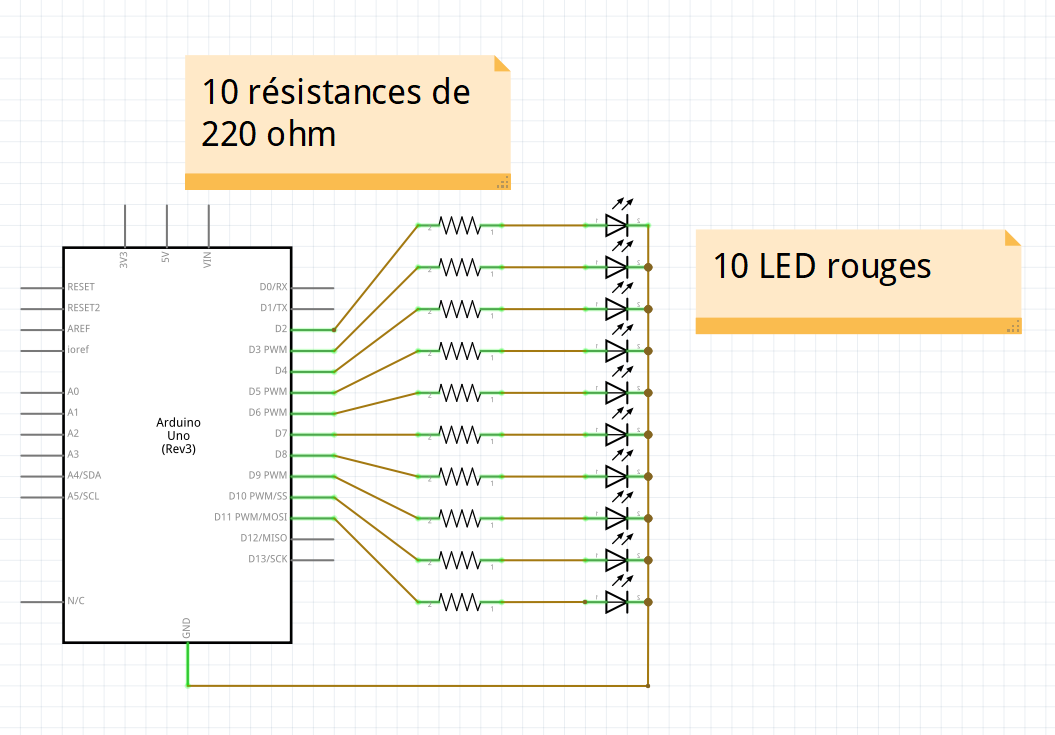 10 résistances de
220 ohm
10 LED rouges
3V3
5V
VIN
RESET
RESET2
AREF
ioref
A0
A1
A2
A3
A4/SDA
A5/SCL
N/C
Arduino
Uno
(Rev3)
D0/RX
D1/TX
D2
D3 PWM
D4
D5 PWM
D6 PWM
D7
D8
D9 PWM
D10 PWM/SS
D11 PWM/MOSI
D12/MISO
D13/SCK
GND